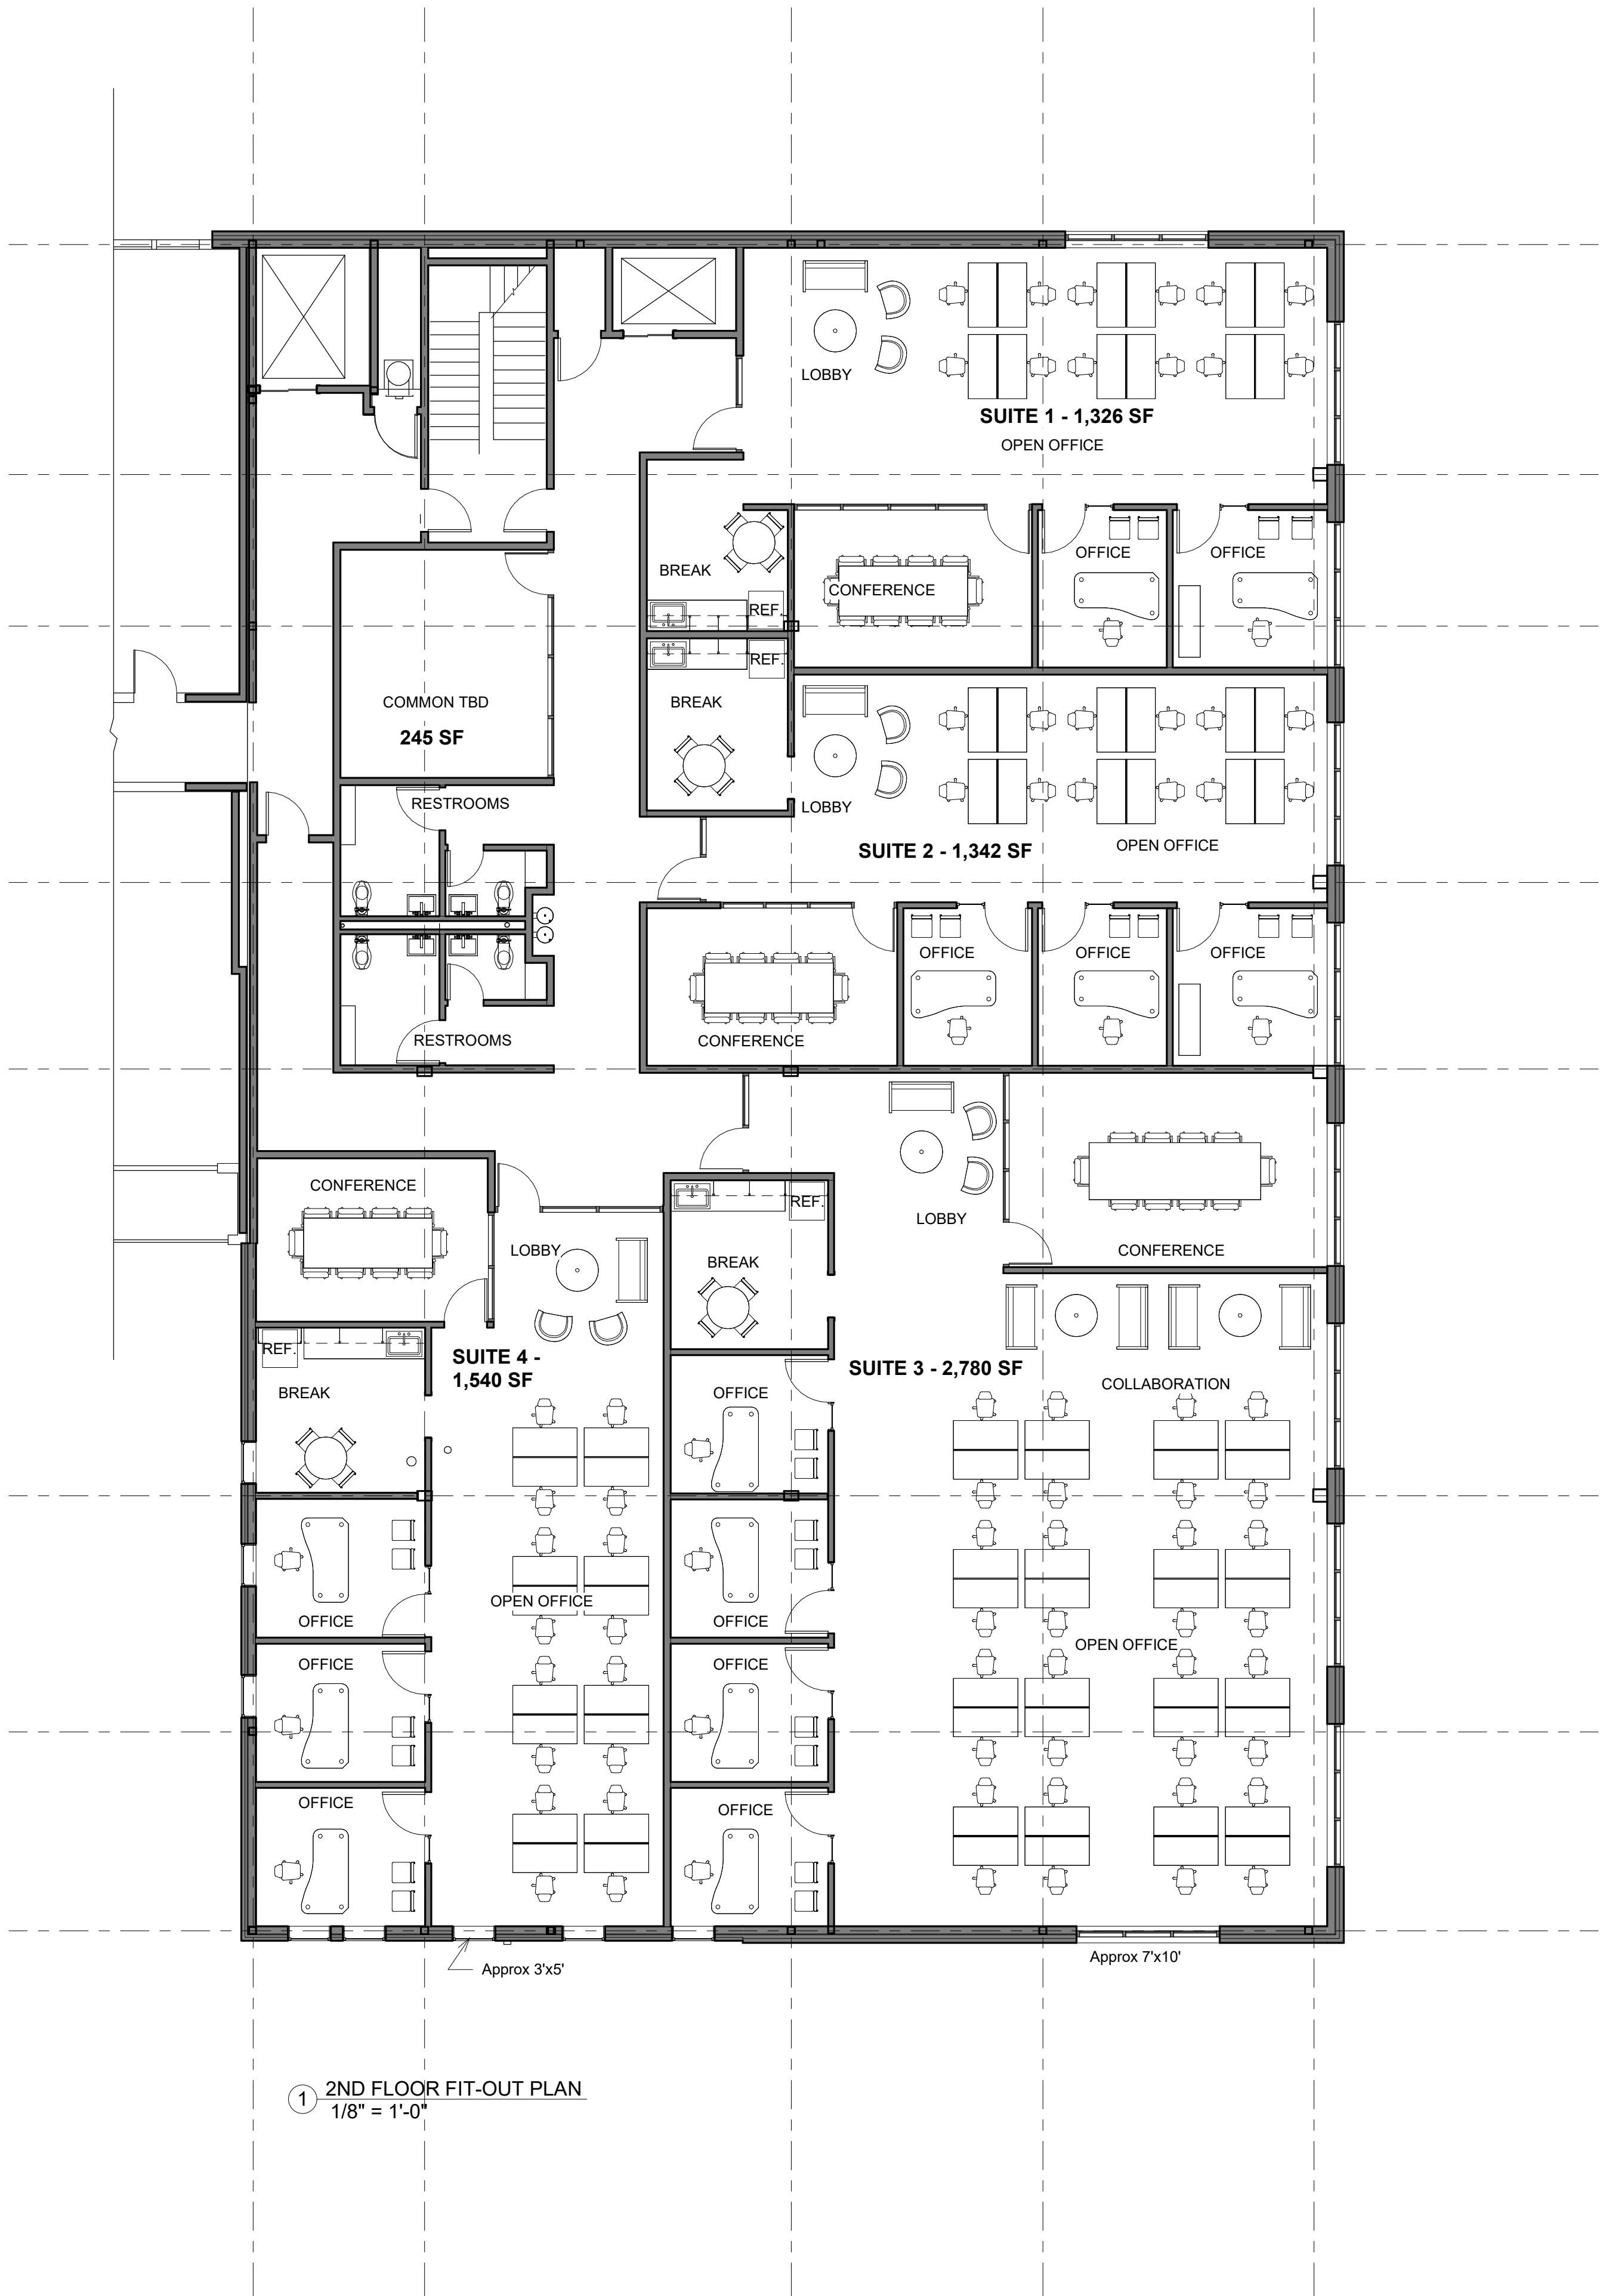 LOBBY
SUITE 1 - 1,326 SF
OPEN OFFICE
BREAK
REF.
CONFERENCE
OFFICE
OFFICE
REF.
BREAK
COMMON TBD
245 SF
LOBBY
SUITE 2 - 1,342 SF
OPEN OFFICE
RESTROOMS
OFFICE
OFFICE
OFFICE
CONFERENCE
RESTROOMS
CONFERENCE
REF.
LOBBY
LOBBY
CONFERENCE
BREAK
REF.
SUITE 4 -
1,540 SF
BREAK
SUITE 3 - 2,780 SF
COLLABORATION
OFFICE
OPEN OFFICE
OFFICE
OFFICE
OPEN OFFICE
OFFICE
OFFICE
OFFICE
OFFICE
Approx 3'x5'
Approx 7'x10'
1
2ND FLOOR FIT-OUT PLAN
1/8" = 1'-0"